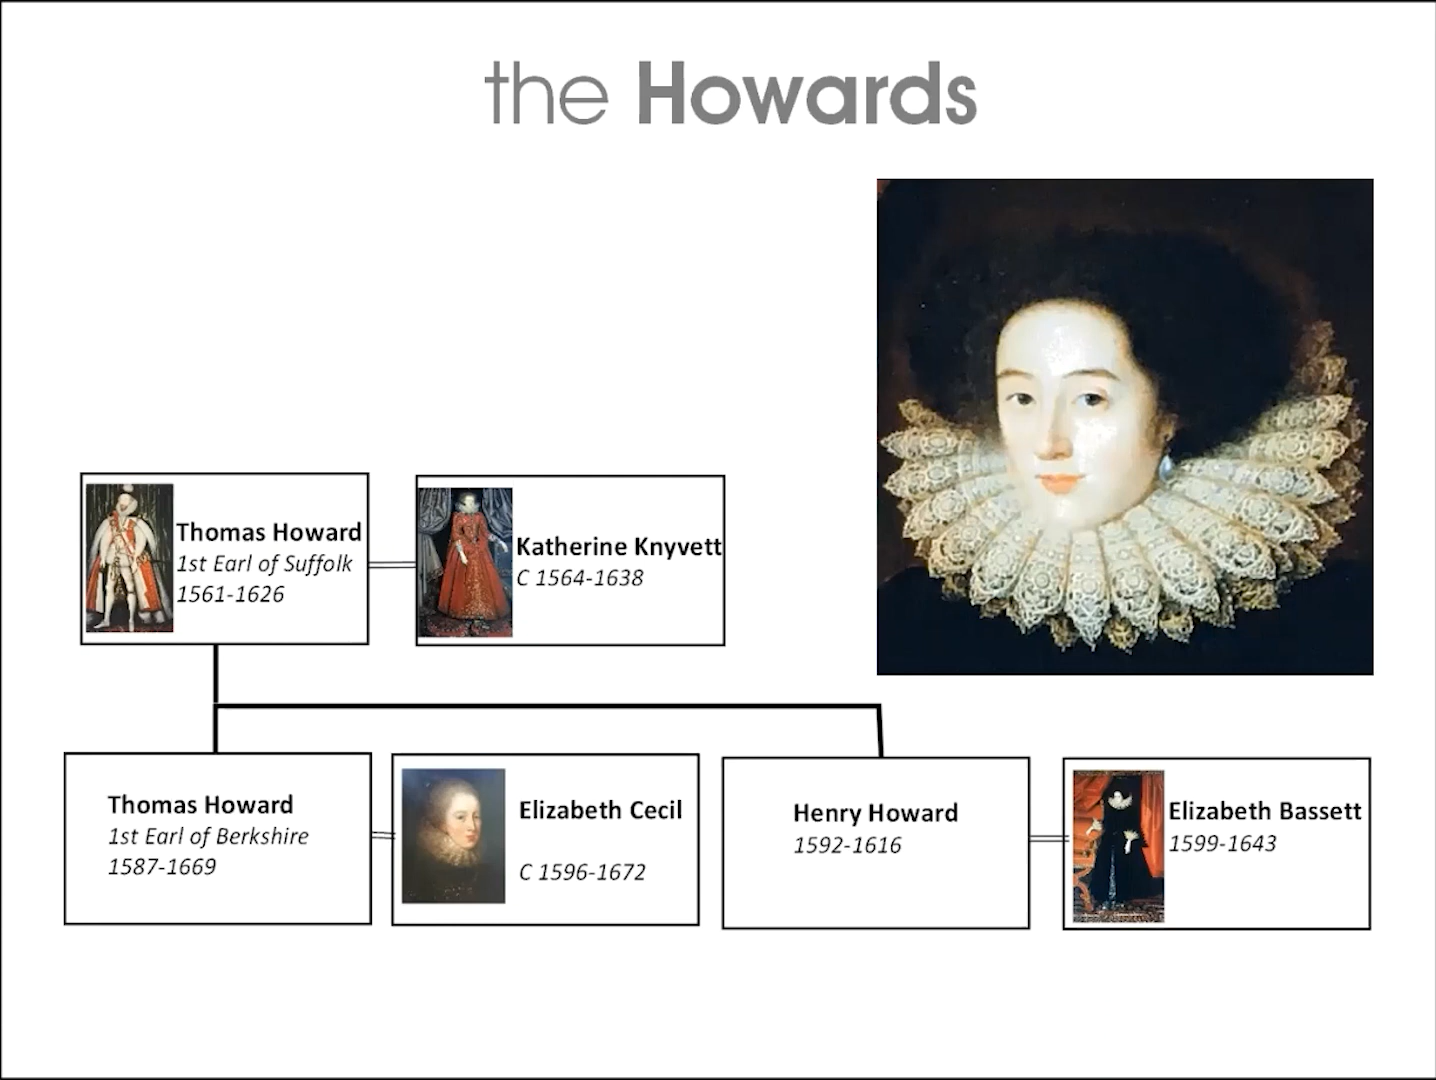 the Howards
Thomas Howard
1st Earl of Suffolk
1561-1626
Katherine Knyvett
C 1564-1638
Thomas Howard
1st Earl of Berkshire
1587-1669
Elizabeth Cecil
C 1596-1672
Henry Howard
1592-1616
Elizabeth Bassett
1599-1643